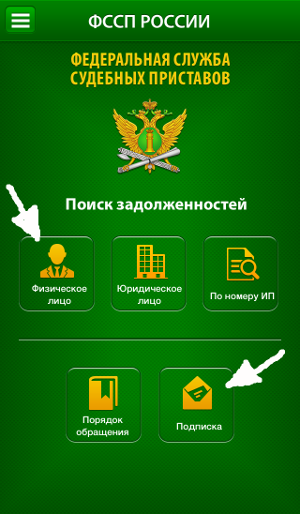 ФССП РОССИИ
ФЕДЕРАЛЬНАЯ СЛУЖБА
СУДЕБНЫХ ПРИСТАВОВ
Поиск задолженностей
Физическое
лицо
Юридическое
лицо
По номеру ИП
Порядок
обращения
Подписка